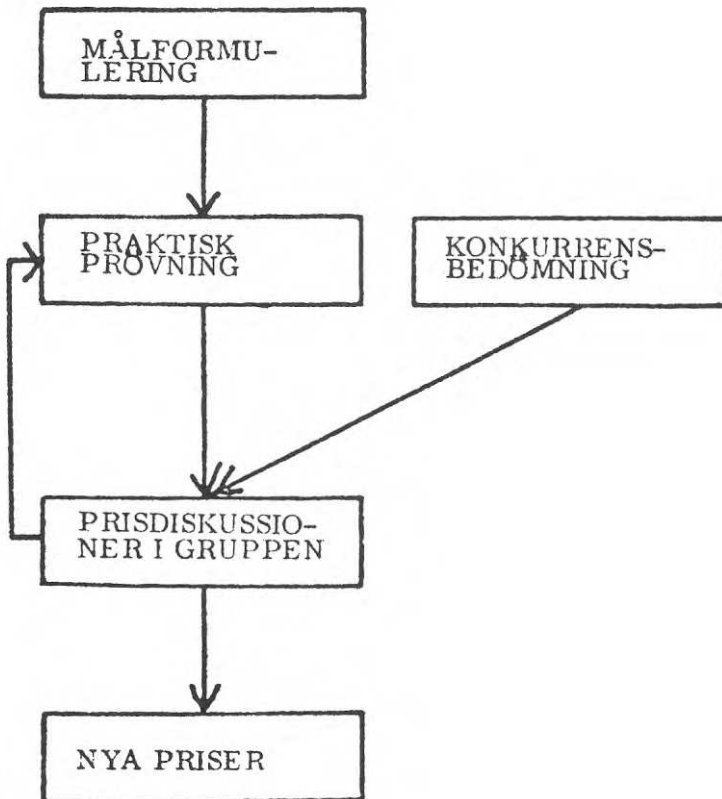 MÅLFORMU-
LERING
PRAKTISK
PRÖVNING
KONKURRENS-
BEDÖMNING
PRISDISKUSSIO-
NER I GRUPPEN
NYA PRISER